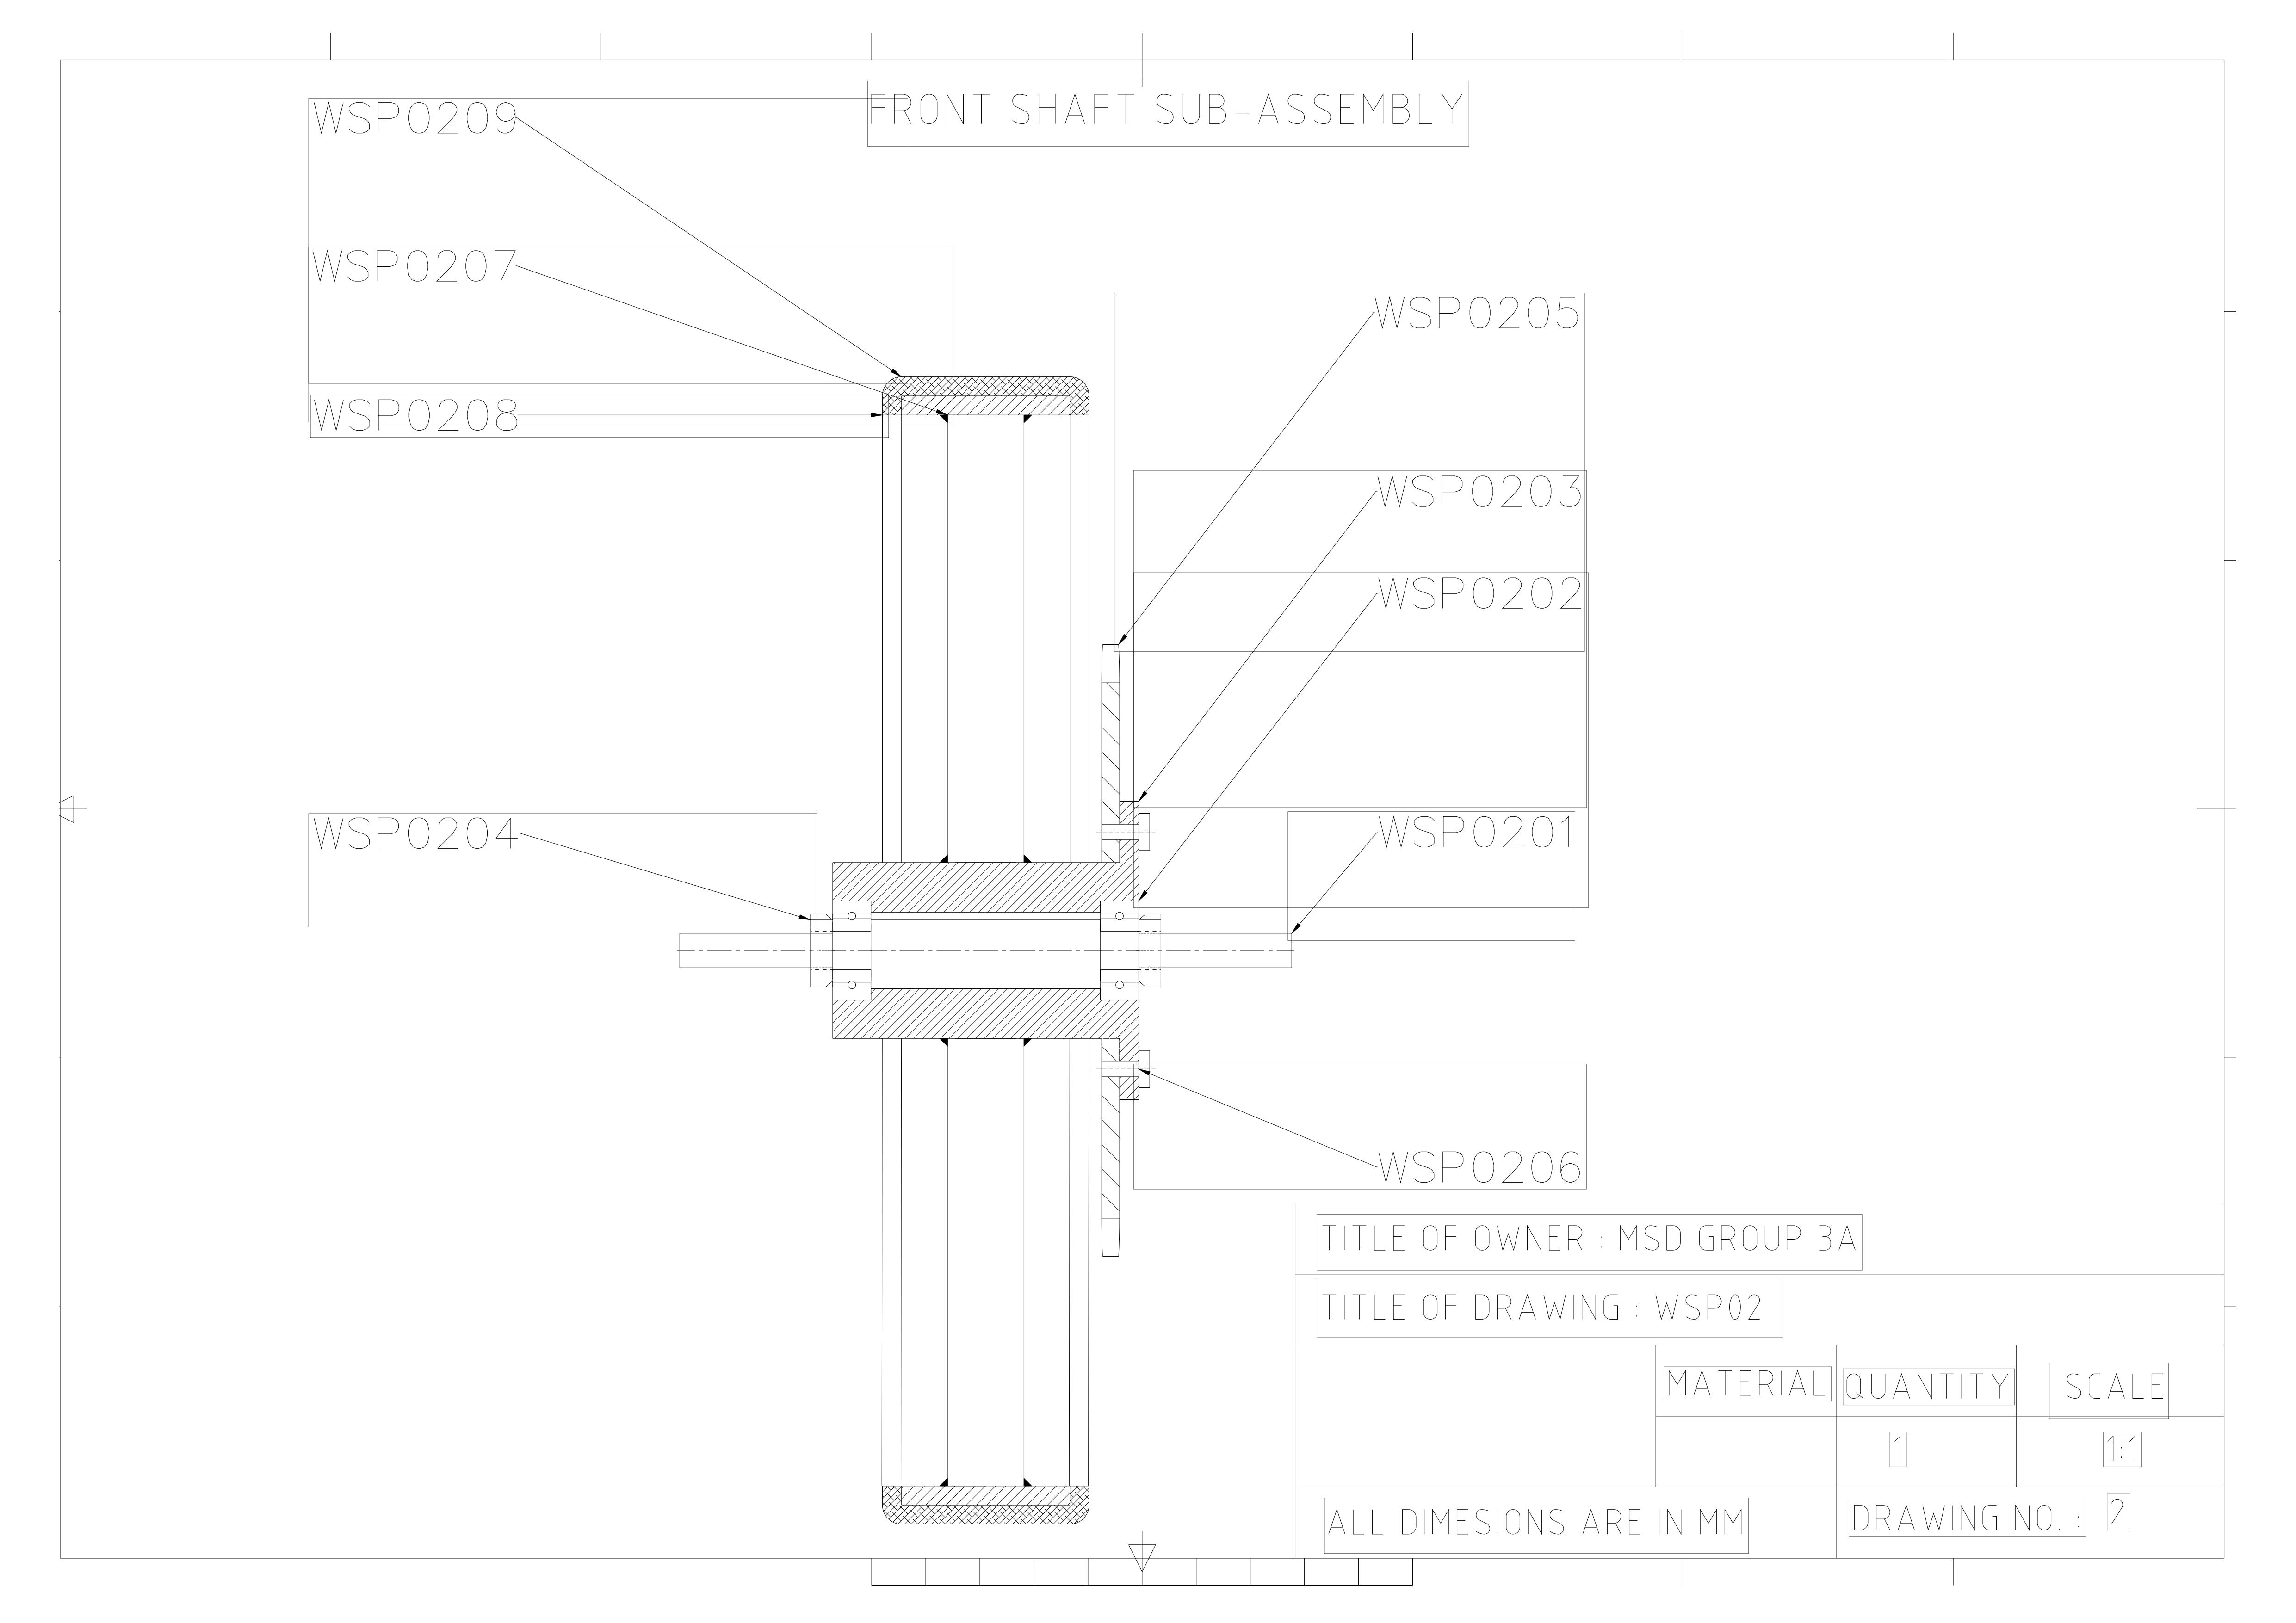 FRONT SHAFT SUB-ASSEMBLY
WSP0209
WSP0207
WSP0205
WSP0208
WSP0203
WSP0202
WSP0204
WSP0201
WSP0206
TITLE OF OWNER : MSD GROUP 3A
TITLE OF DRAWING : WSP02
MATERIAL QUANTITY SCALE
1 1:1
ALL DIMESIONS ARE IN MM DRAWING NO. : 2